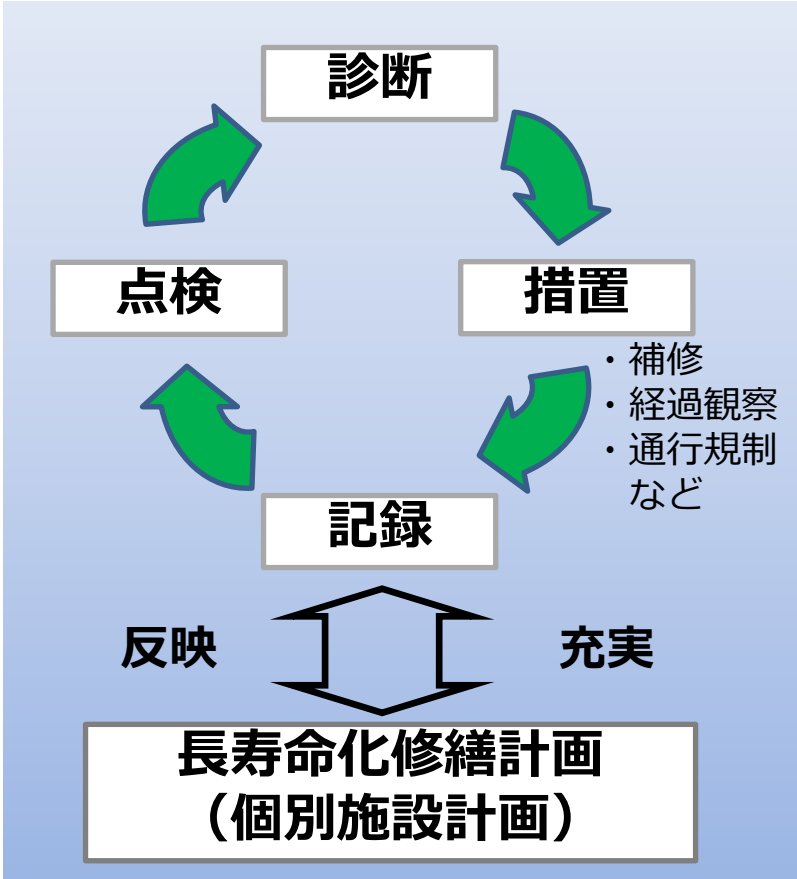 診断
点検
措置
・補修
・経過観察
・通行規制
など
記録
反映
充実
長寿命化修繕計画
（個別施設計画）